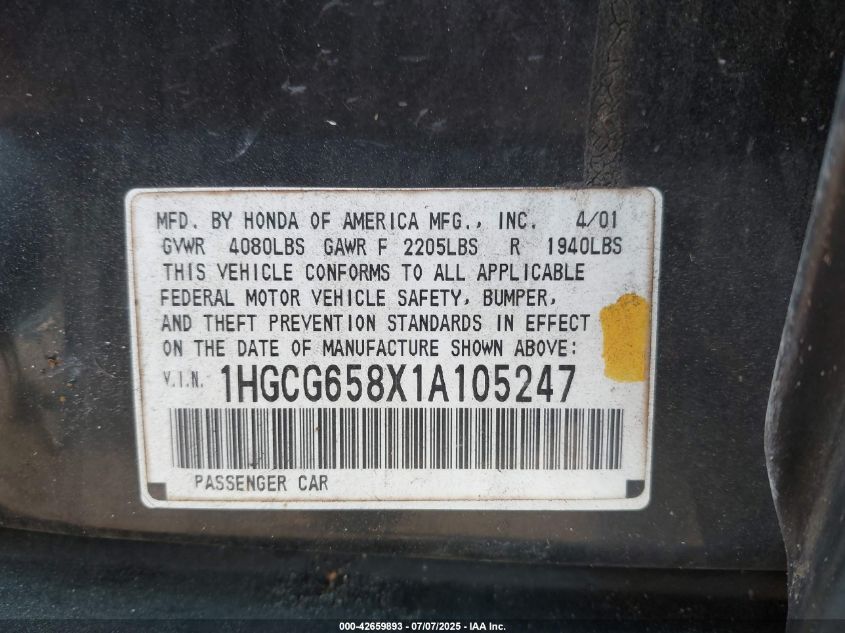 MFD. BY HONDA OF AMERICA MFG., INC. 4/01
GVWR 4080LBS GAWR F 2205LBS R 1940LBS
THIS VEHICLE CONFORMS TO ALL APPLICABLE
FEDERAL MOTOR VEHICLE SAFETY, BUMPER,
AND THEFT PREVENTION STANDARDS IN EFFECT
ON THE DATE OF MANUFACTURE SHOWN ABOVE:
V.I.N. 1HGCG658X1A105247
PASSENGER CAR
000-42659893 - 07/07/2025 - IAA Inc.